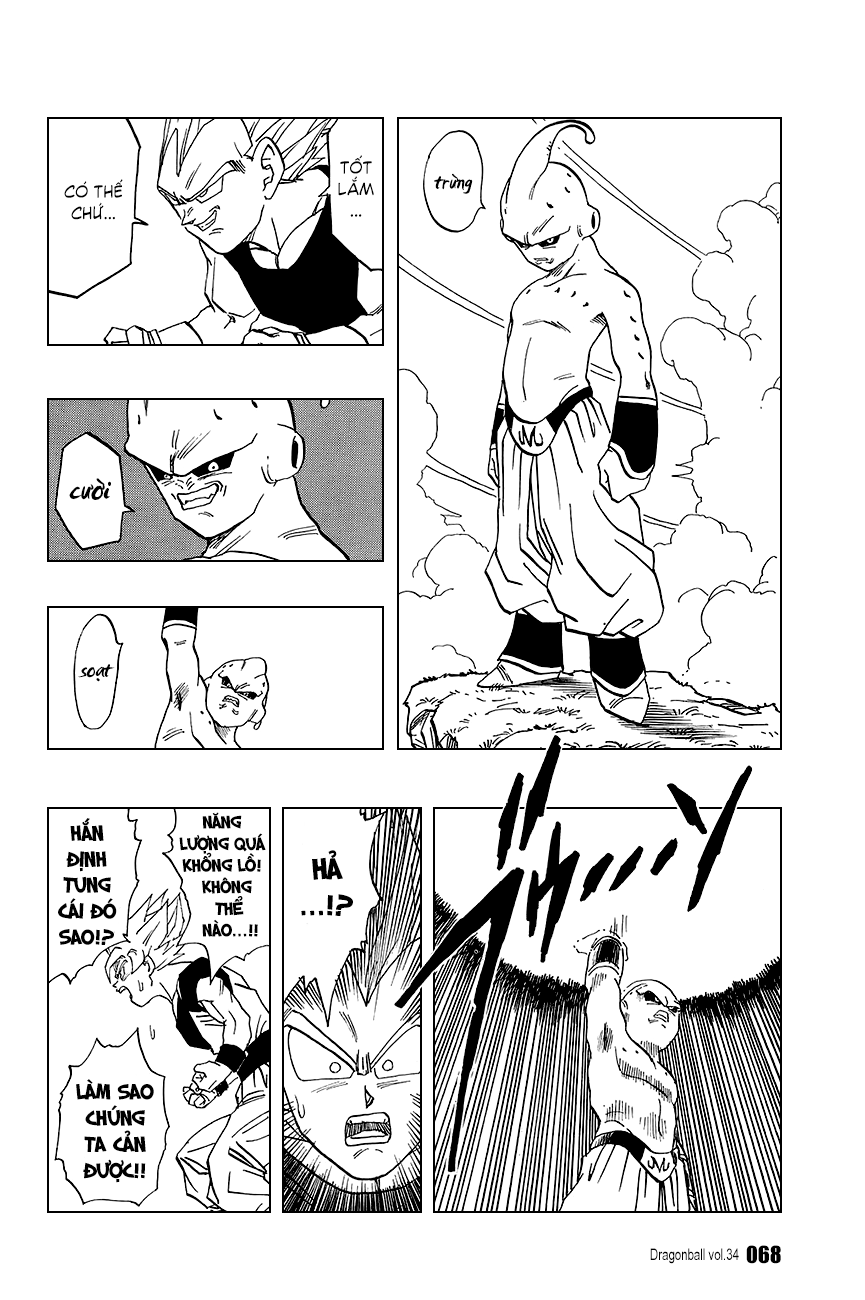 trừng
TỐT
LẮM
...
CÓ THẾ
CHỨ...
cười
soạt
HẢ
...!?
NĂNG
LƯỢNG QUÁ
KHỔNG LỒ!
KHÔNG
THỂ
NÀO...!!
HẮN
ĐỊNH
TUNG
CÁI ĐÓ
SAO!?
LÀM SAO
CHÚNG
TA CẢN
ĐƯỢC!!
Dragonball vol.34 068